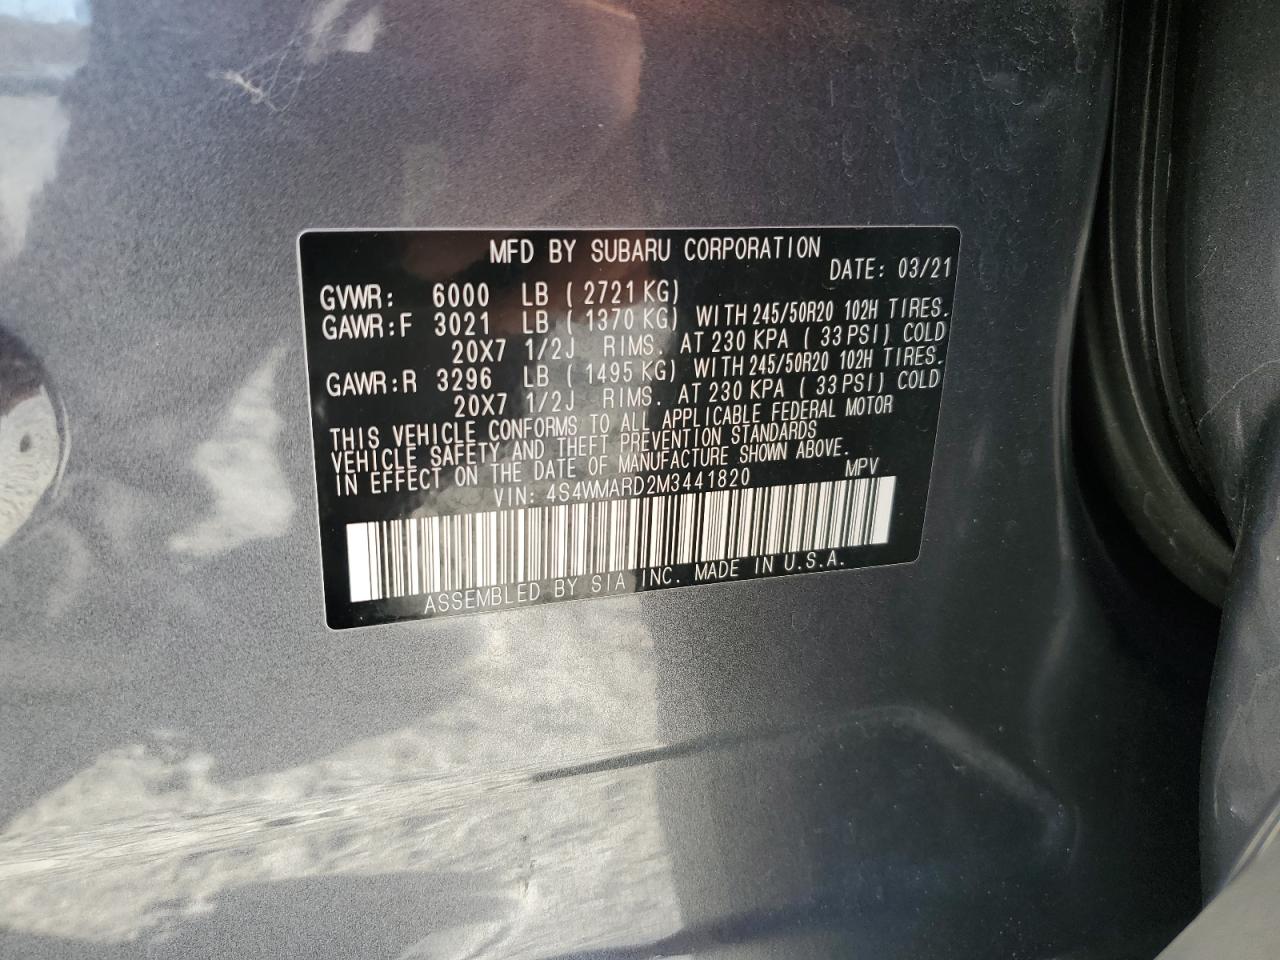 MFD BY SUBARU CORPORATION
DATE: 03/21
GVWR: 6000 LB ( 2721 KG)
GAWR:F 3021 LB ( 1370 KG) WITH 245/50R20 102H TIRES.
20X7 1/2J RIMS. AT 230 KPA ( 33 PSI) COLD
GAWR:R 3296 LB ( 1495 KG) WITH 245/50R20 102H TIRES.
20X7 1/2J RIMS. AT 230 KPA ( 33 PSI) COLD
THIS VEHICLE CONFORMS TO ALL APPLICABLE FEDERAL MOTOR
VEHICLE SAFETY AND THEFT PREVENTION STANDARDS
IN EFFECT ON THE DATE OF MANUFACTURE SHOWN ABOVE.
VIN: 4S4WMARD2M3441820 MPV
ASSEMBLED BY SIA INC. MADE IN U.S.A.